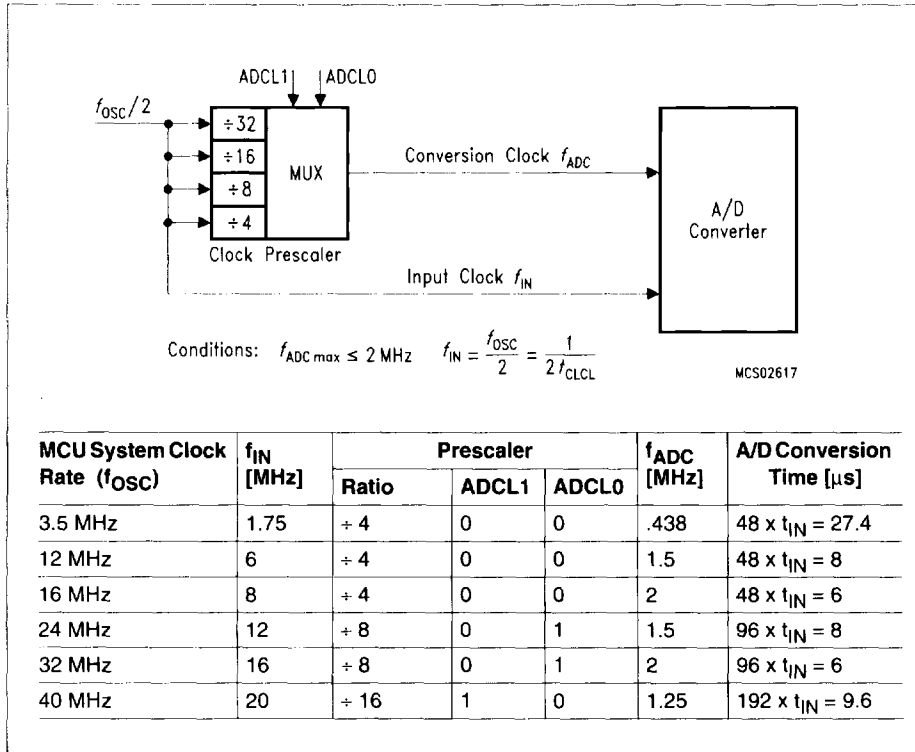 ADCL1 ADCL0
fOSC/2
÷32
÷16
÷8
÷4
MUX
Clock Prescaler
Conversion Clock fADC
Input Clock fIN
A/D
Converter
Conditions: fADC max ≤ 2 MHz fIN = fOSC/2 = 1/(2 tCLCL)
MCS02617
MCU System Clock Rate (fOSC) | fIN [MHz] | Prescaler | fADC [MHz] | A/D Conversion Time [µs]
Ratio | ADCL1 | ADCL0
3.5 MHz | 1.75 | ÷ 4 | 0 | 0 | .438 | 48 x tIN = 27.4
12 MHz | 6 | ÷ 4 | 0 | 0 | 1.5 | 48 x tIN = 8
16 MHz | 8 | ÷ 4 | 0 | 0 | 2 | 48 x tIN = 6
24 MHz | 12 | ÷ 8 | 0 | 1 | 1.5 | 96 x tIN = 8
32 MHz | 16 | ÷ 8 | 0 | 1 | 2 | 96 x tIN = 6
40 MHz | 20 | ÷ 16 | 1 | 0 | 1.25 | 192 x tIN = 9.6